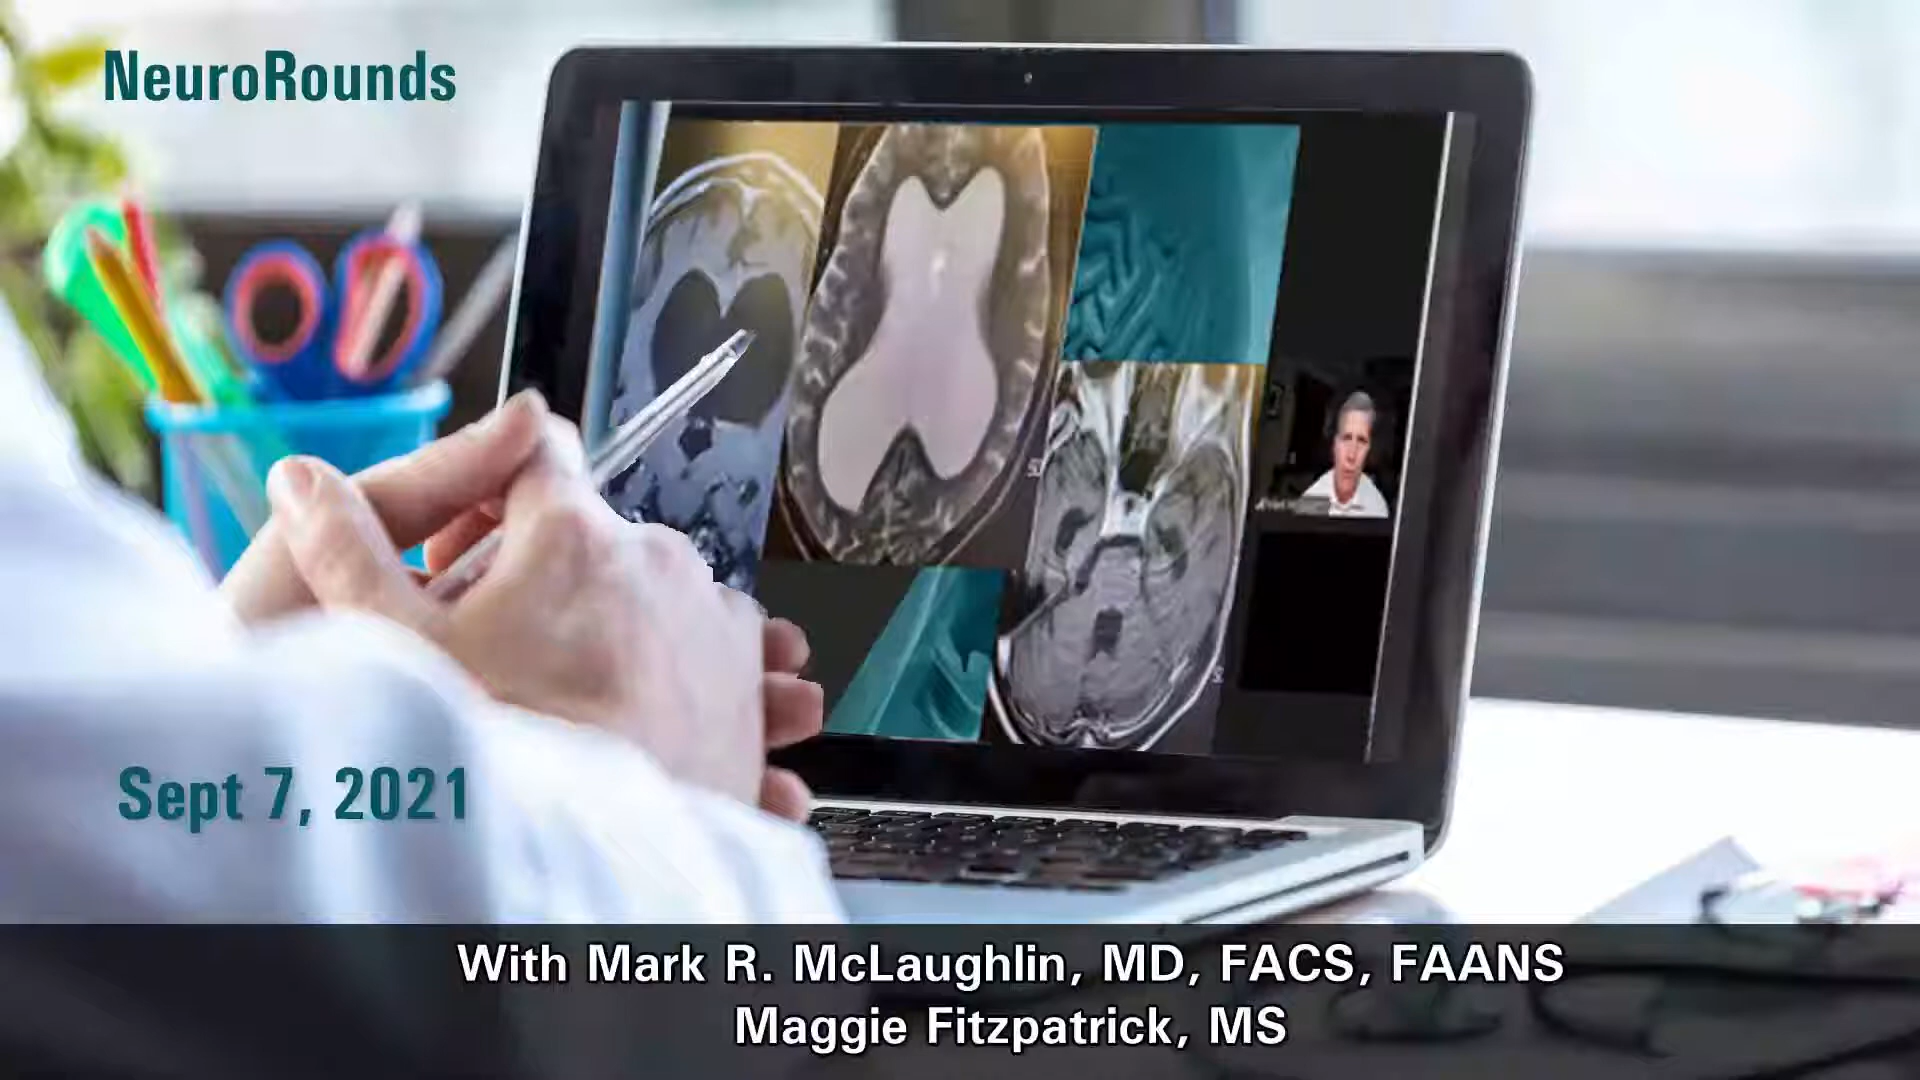 NeuroRounds
Sept 7, 2021
With Mark R. McLaughlin, MD, FACS, FAANS
Maggie Fitzpatrick, MS